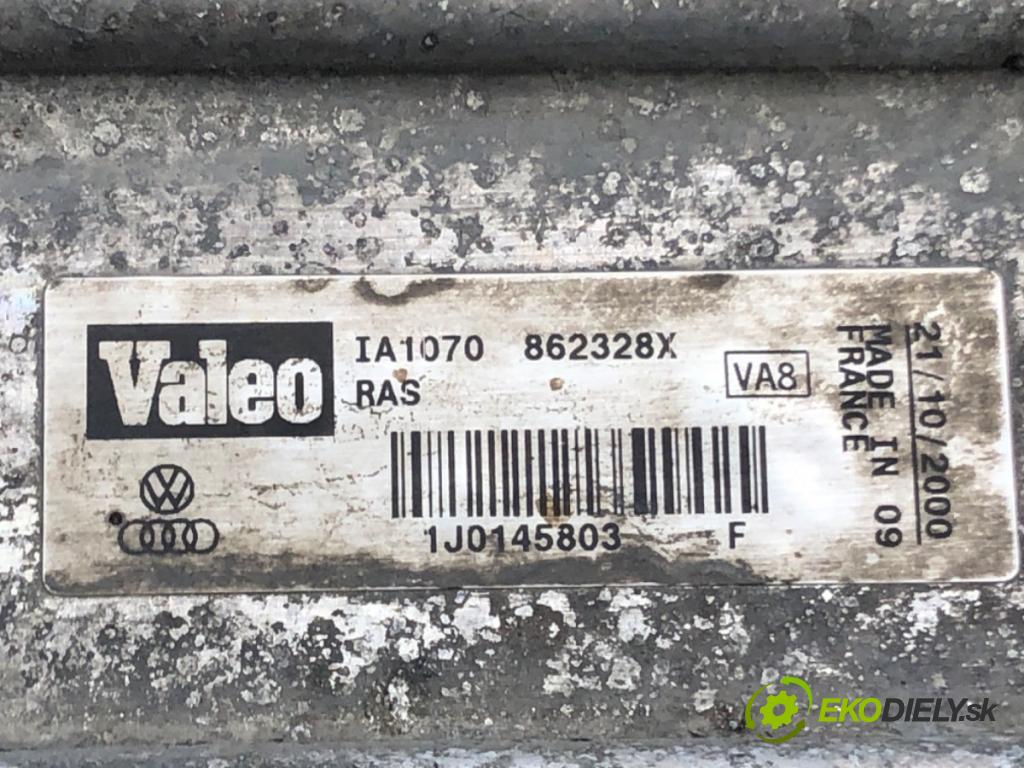 Valeo
IA1070 862328X
RAS
VA8
1J0145803 F
21/10/2000
MADE IN 09
FRANCE
EKODIELY.sk